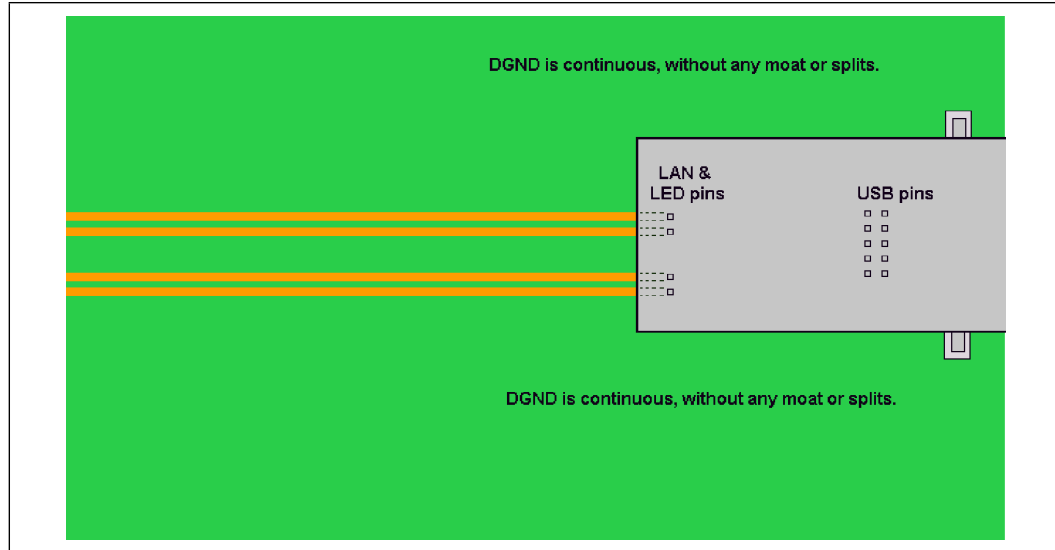 DGND is continuous, without any moat or splits.
LAN &
LED pins
USB pins
DGND is continuous, without any moat or splits.